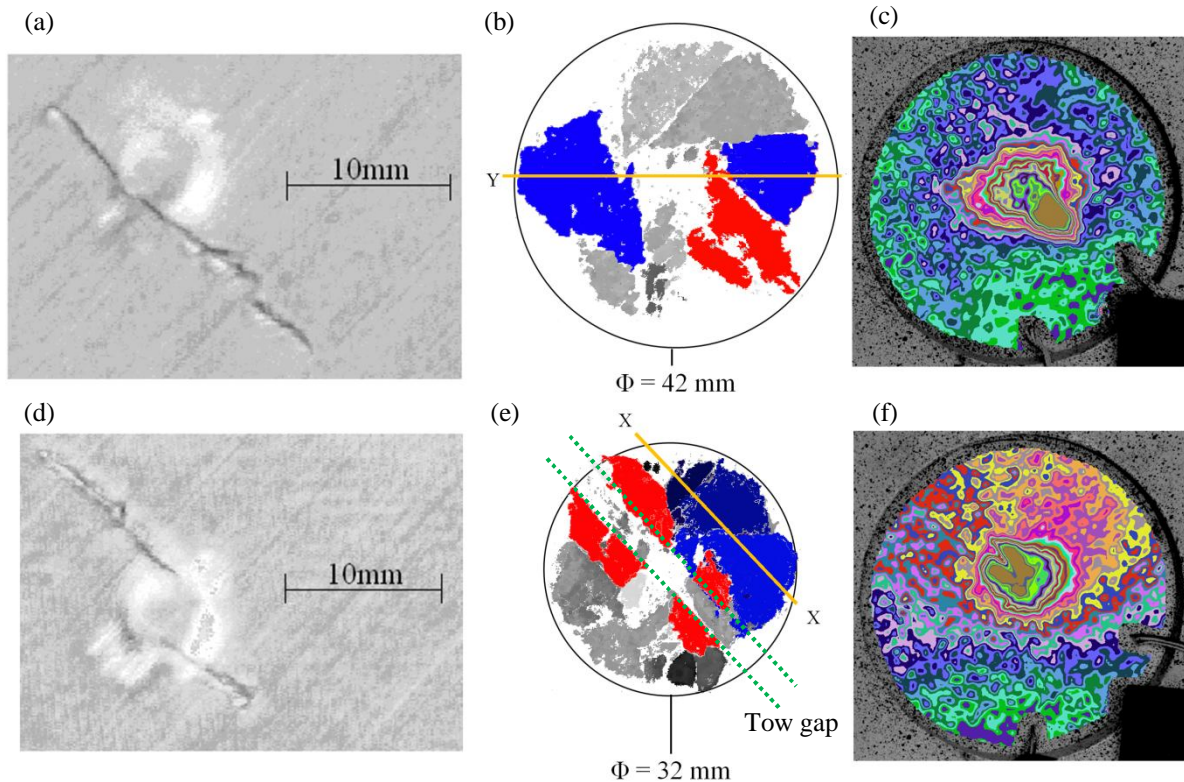 (a)
(b)
(c)
10mm
Y
Φ = 42 mm
(d)
(e)
(f)
10mm
X
X
Tow gap
Φ = 32 mm